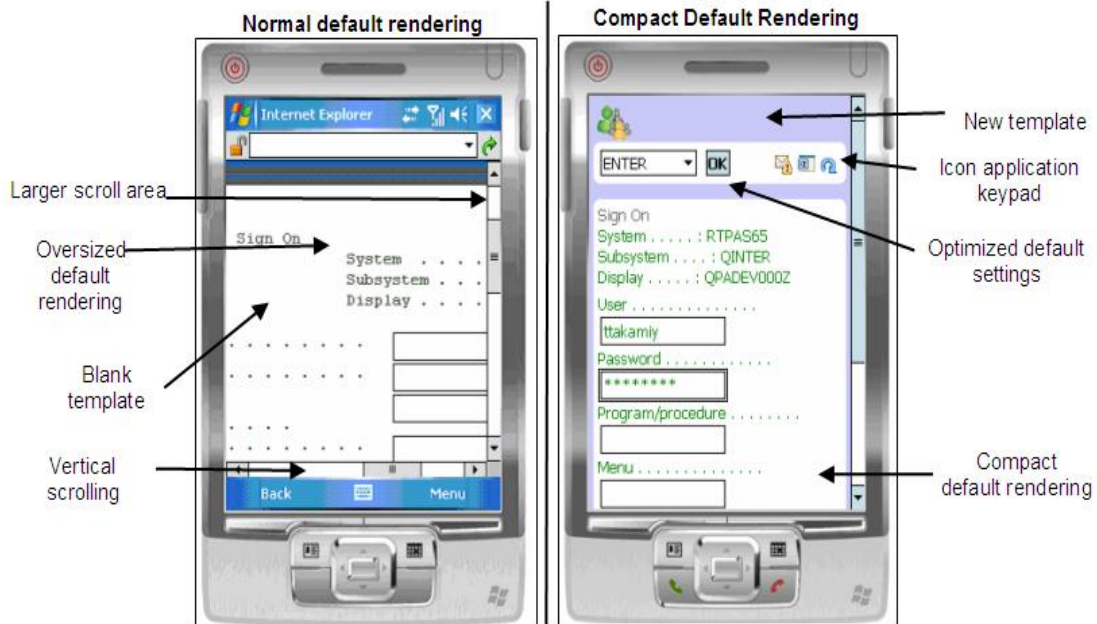 Normal default rendering
Compact Default Rendering
Internet Explorer
Larger scroll area
Oversized
default
rendering
Blank
template
Vertical
scrolling
Sign On
System . . . .
Subsystem . . .
Display . . . .
. . . . . . . .
. . . . . . . .
. . . .
. . . . . . . .
Back
Menu
ENTER
OK
Sign On
System . . . . . : RTPAS65
Subsystem . . . . : QINTER
Display . . . . . : QPADEV000Z
User . . . . . . . . . . . . . .
ttakamiy
Password . . . . . . . . . . . .
********
Program/procedure . . . . . . . .
Menu . . . . . . . . . . . . . .
New template
Icon application
keypad
Optimized default
settings
Compact
default rendering